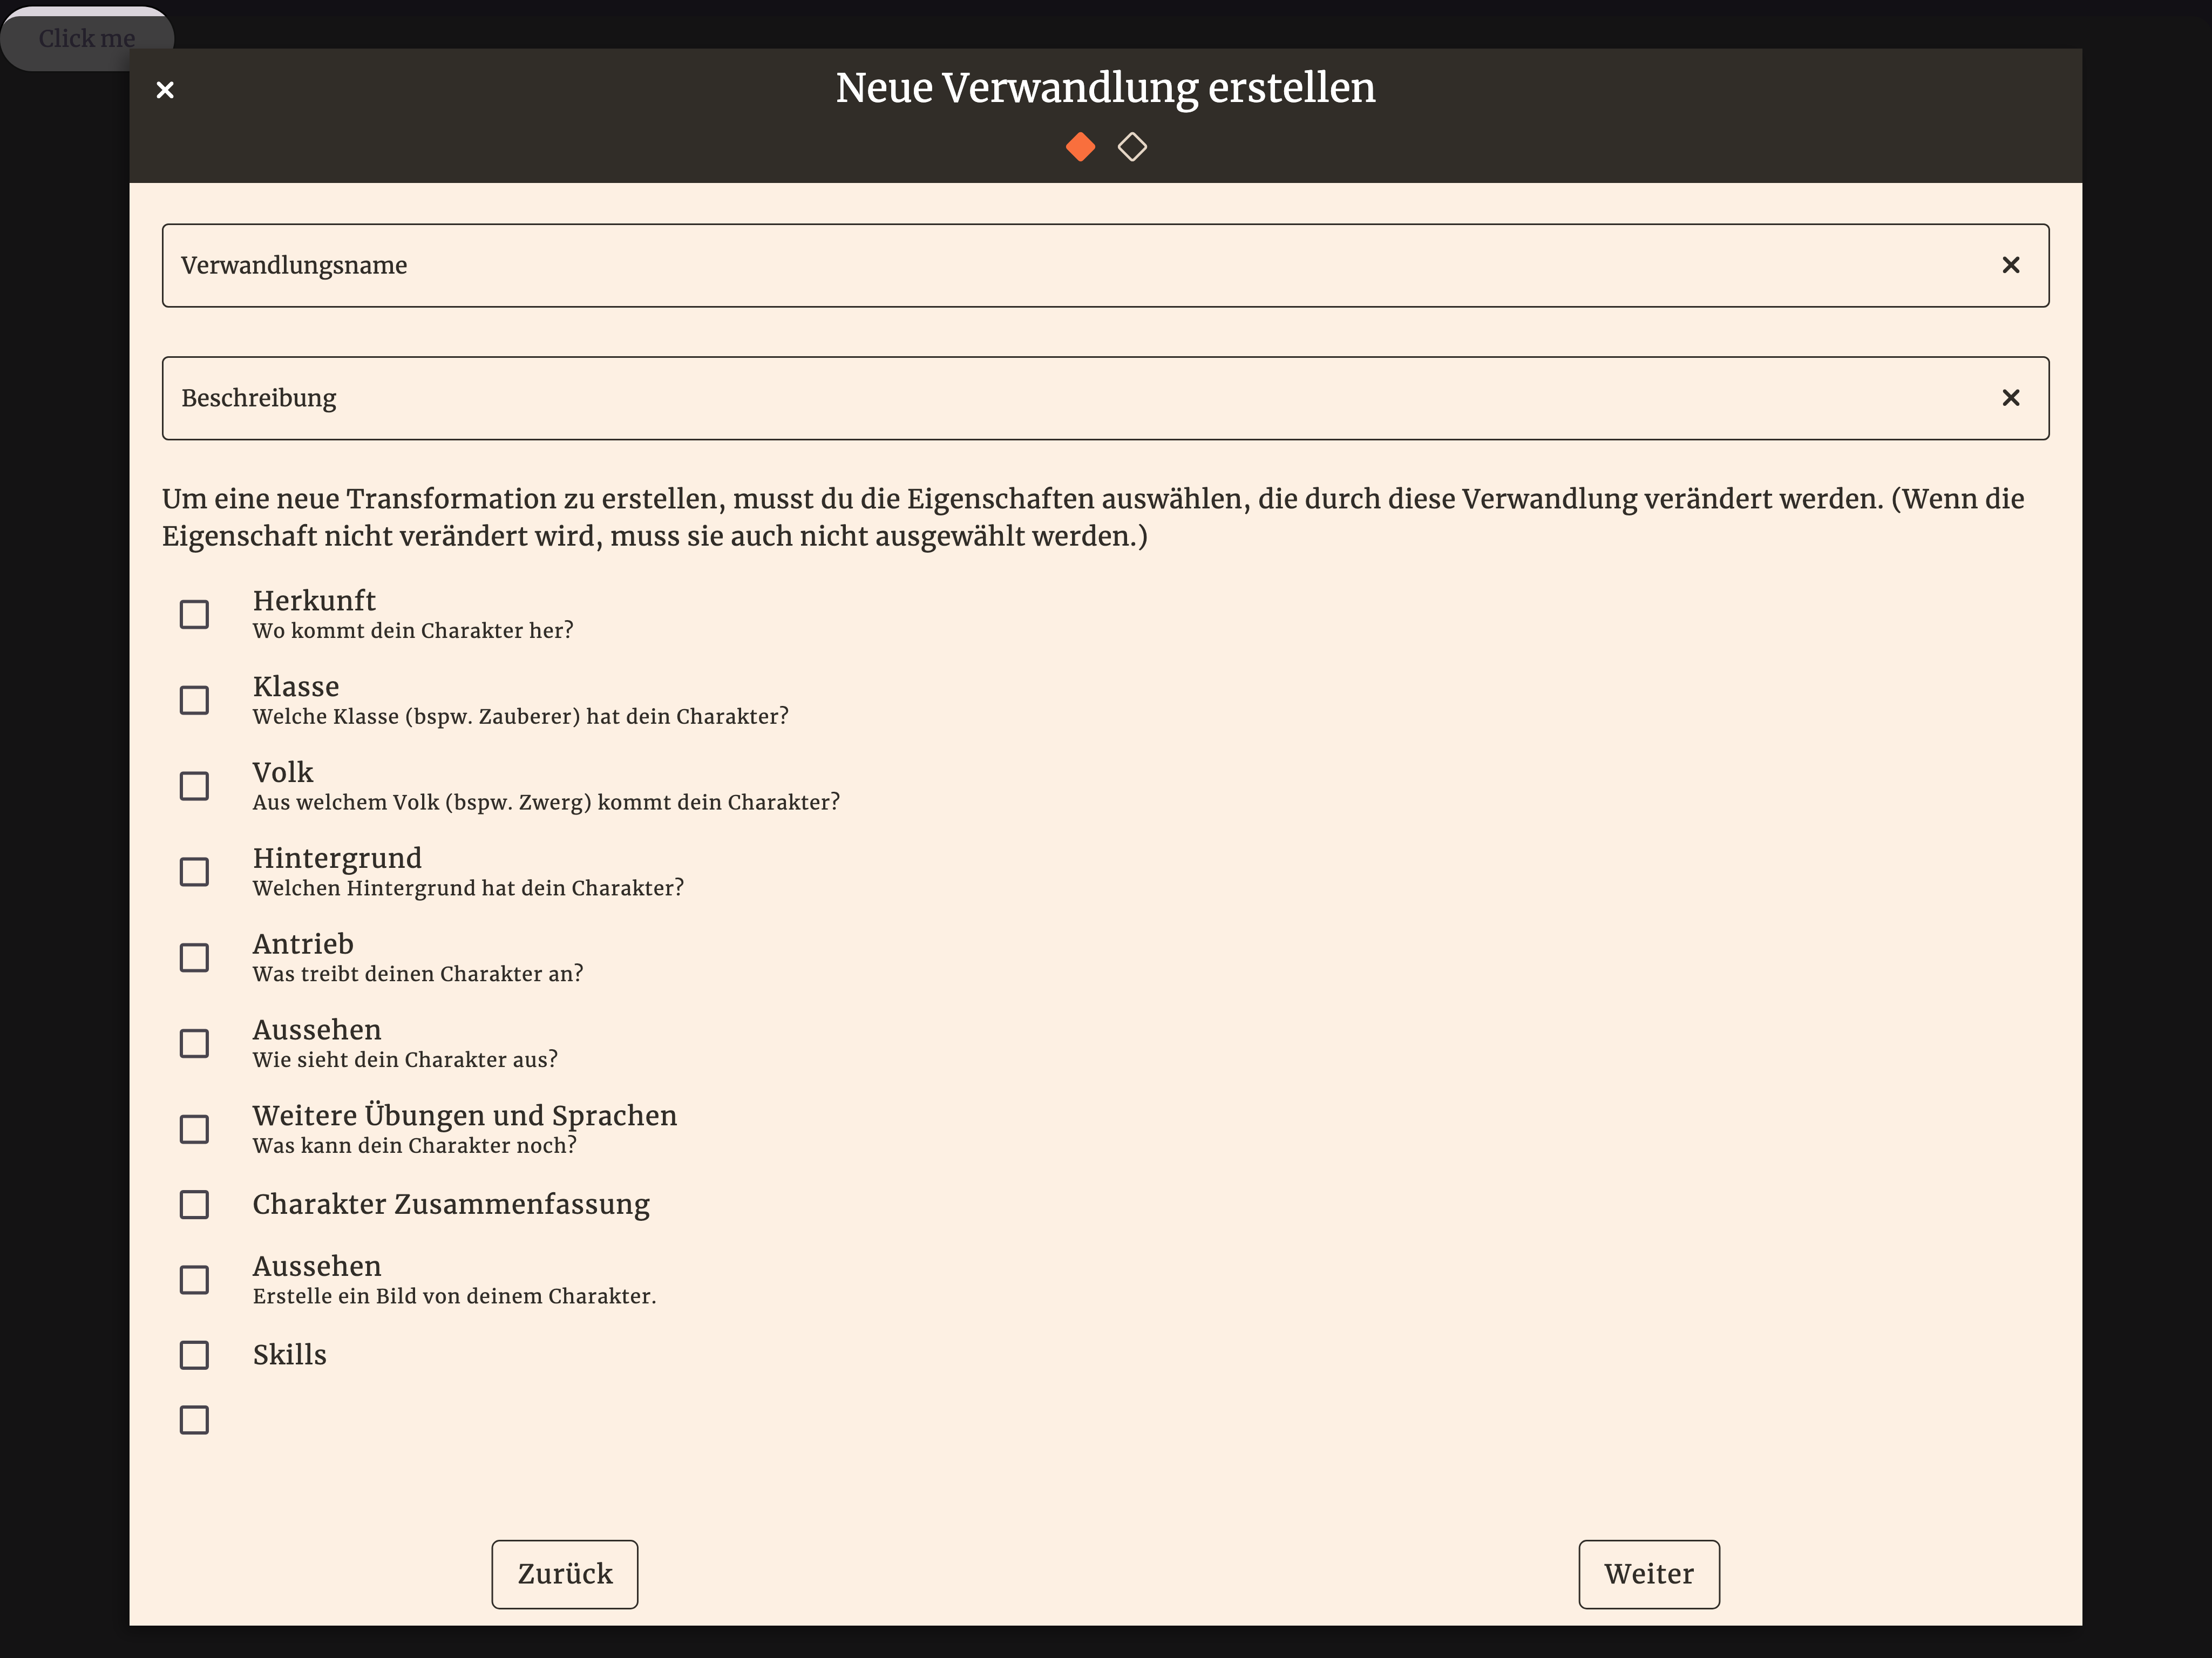 Click me
Neue Verwandlung erstellen
Verwandlungsname
Beschreibung
Um eine neue Transformation zu erstellen, musst du die Eigenschaften auswählen, die durch diese Verwandlung verändert werden. (Wenn die
Eigenschaft nicht verändert wird, muss sie auch nicht ausgewählt werden.)
Herkunft
Wo kommt dein Charakter her?
Klasse
Welche Klasse (bspw. Zauberer) hat dein Charakter?
Volk
Aus welchem Volk (bspw. Zwerg) kommt dein Charakter?
Hintergrund
Welchen Hintergrund hat dein Charakter?
Antrieb
Was treibt deinen Charakter an?
Aussehen
Wie sieht dein Charakter aus?
Weitere Übungen und Sprachen
Was kann dein Charakter noch?
Charakter Zusammenfassung
Aussehen
Erstelle ein Bild von deinem Charakter.
Skills
Zurück
Weiter